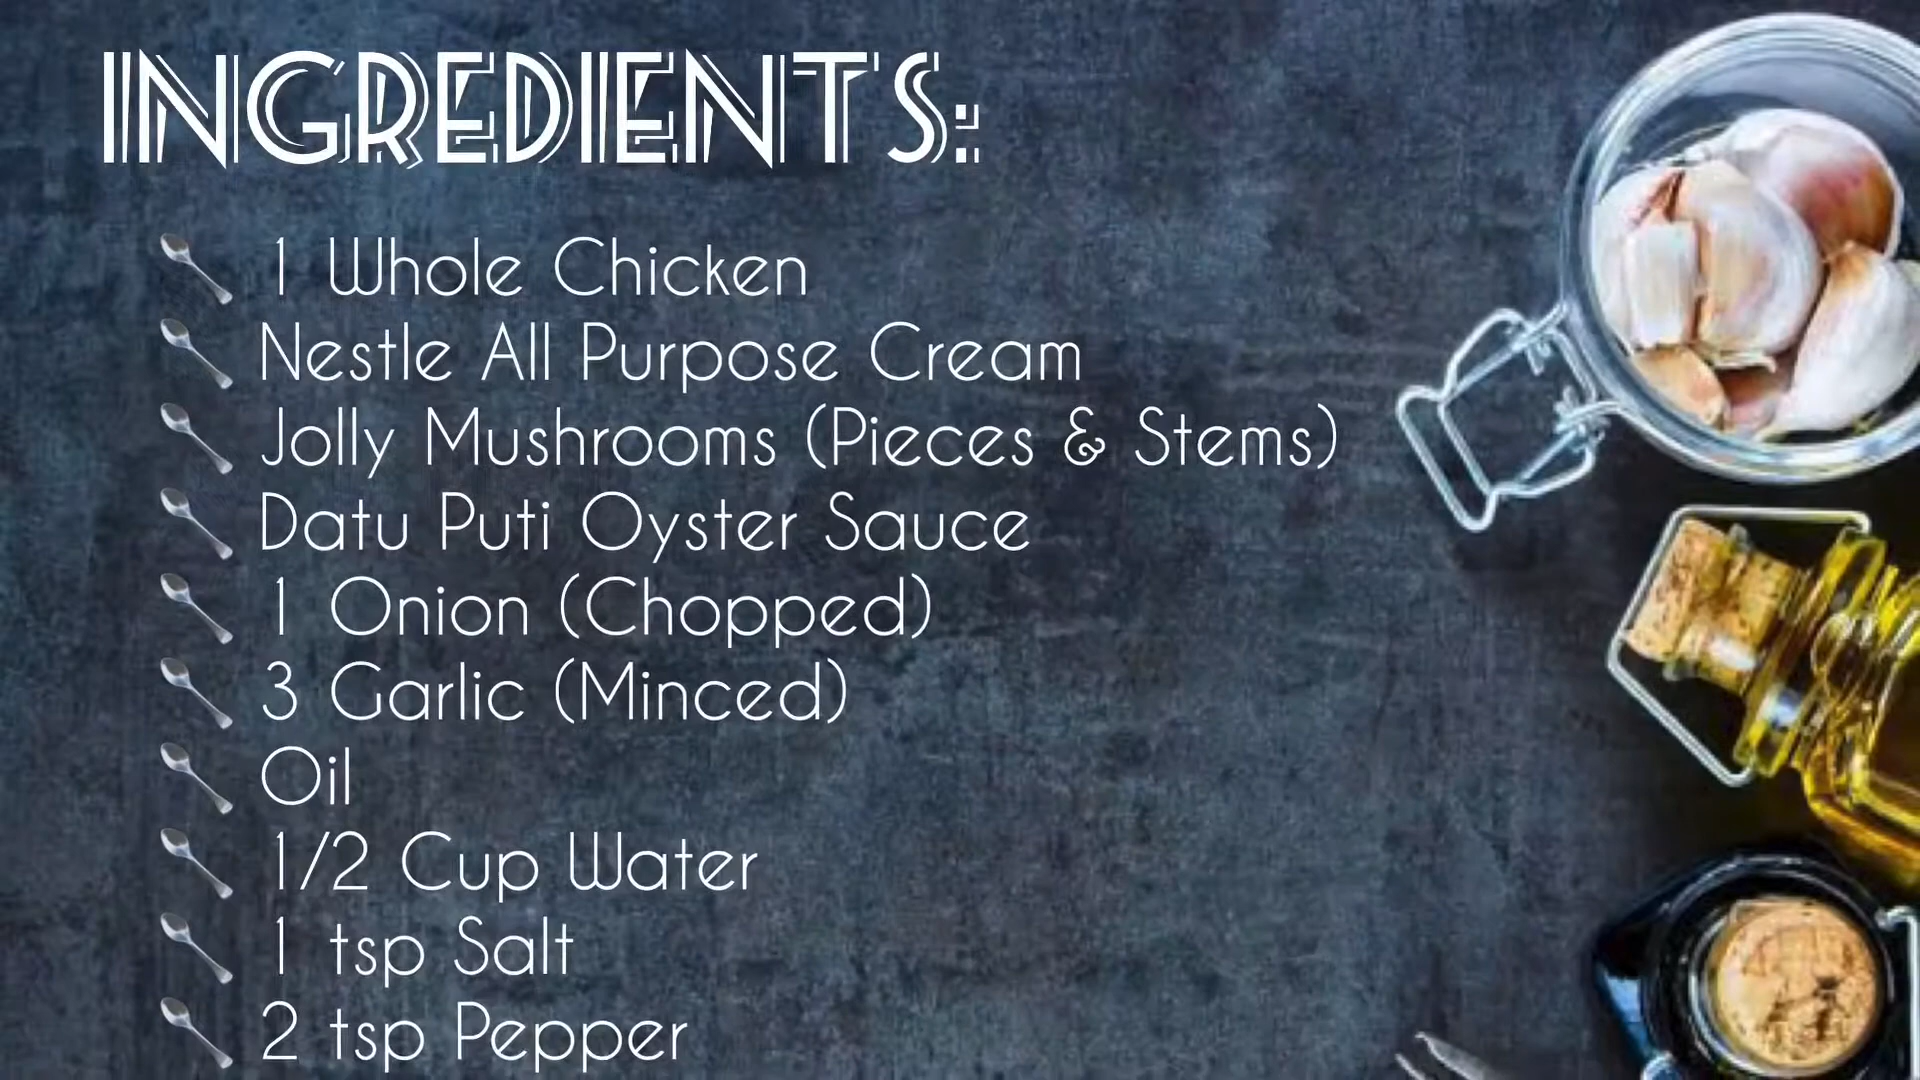 INGREDIENTS:
1 Whole Chicken
Nestle All Purpose Cream
Jolly Mushrooms (Pieces & Stems)
Datu Puti Oyster Sauce
1 Onion (Chopped)
3 Garlic (Minced)
Oil
1/2 Cup Water
1 tsp Salt
2 tsp Pepper